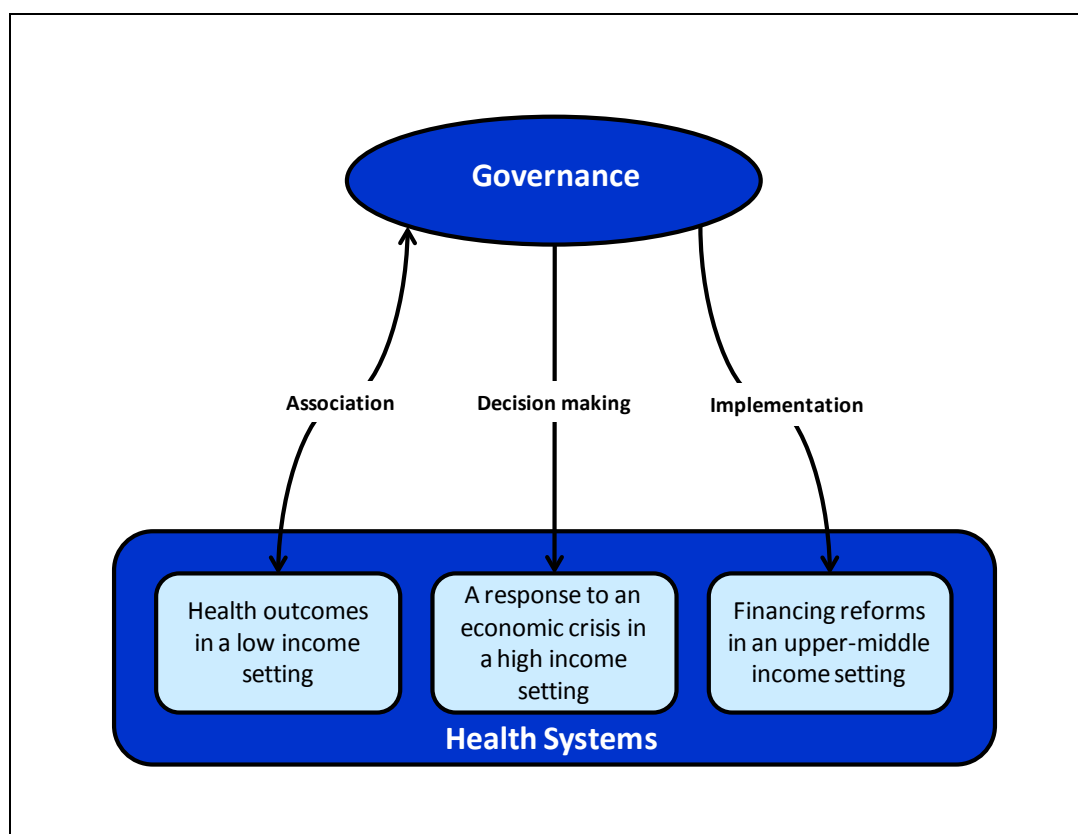 Governance
Association
Decision making
Implementation
Health outcomes
in a low income
setting
A response to an
economic crisis in
a high income
setting
Financing reforms
in an upper-middle
income setting
Health Systems